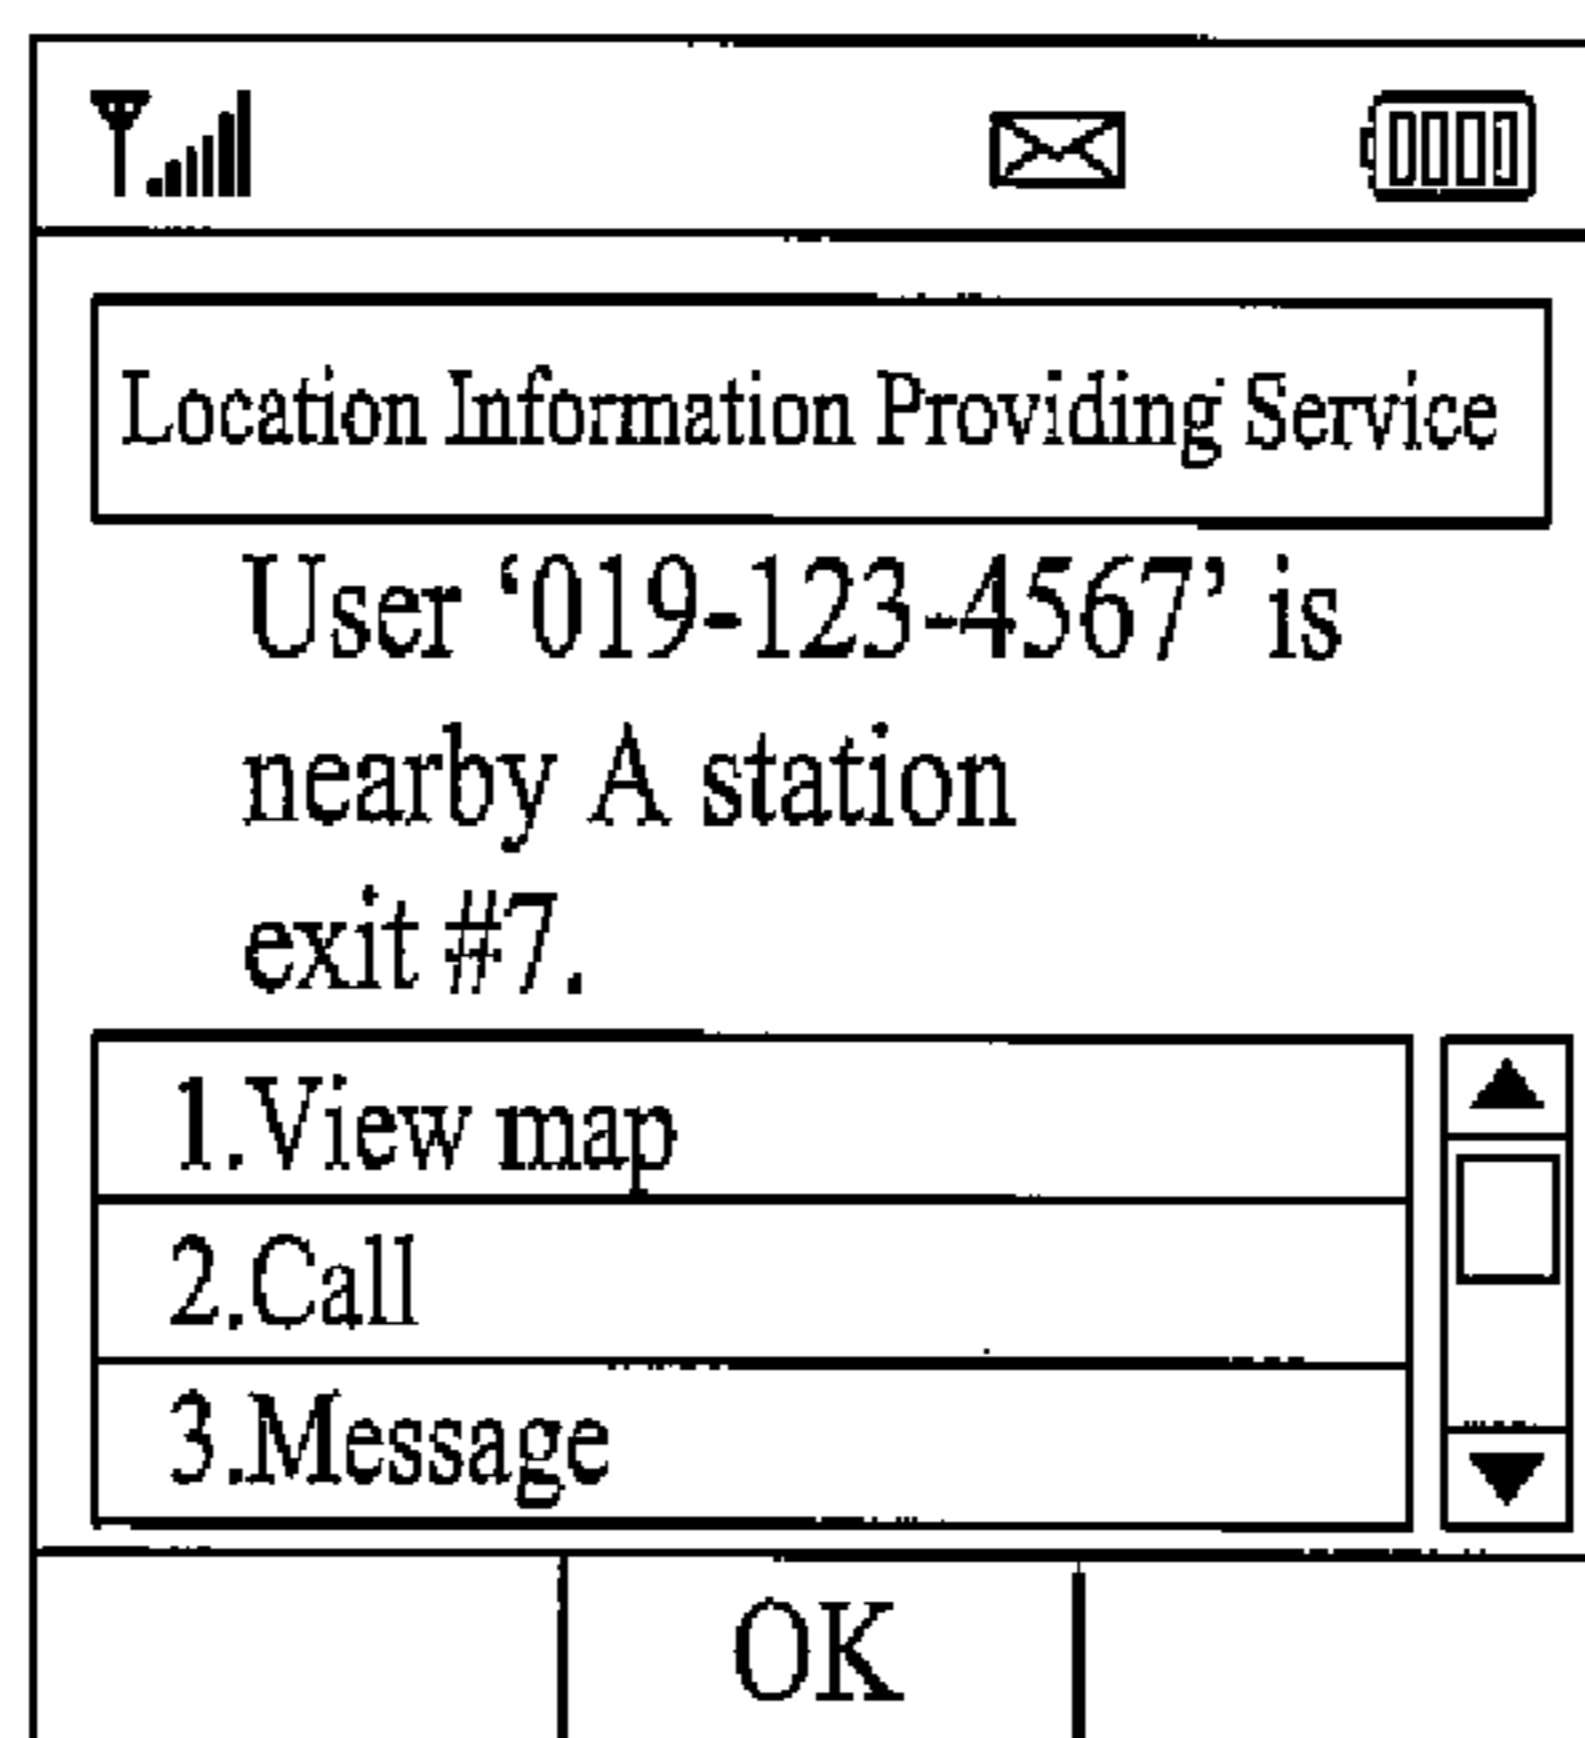 Location Information Providing Service
User ‘019-123-4567’ is
nearby A station
exit #7.
1.View map
2.Call
3.Message
OK